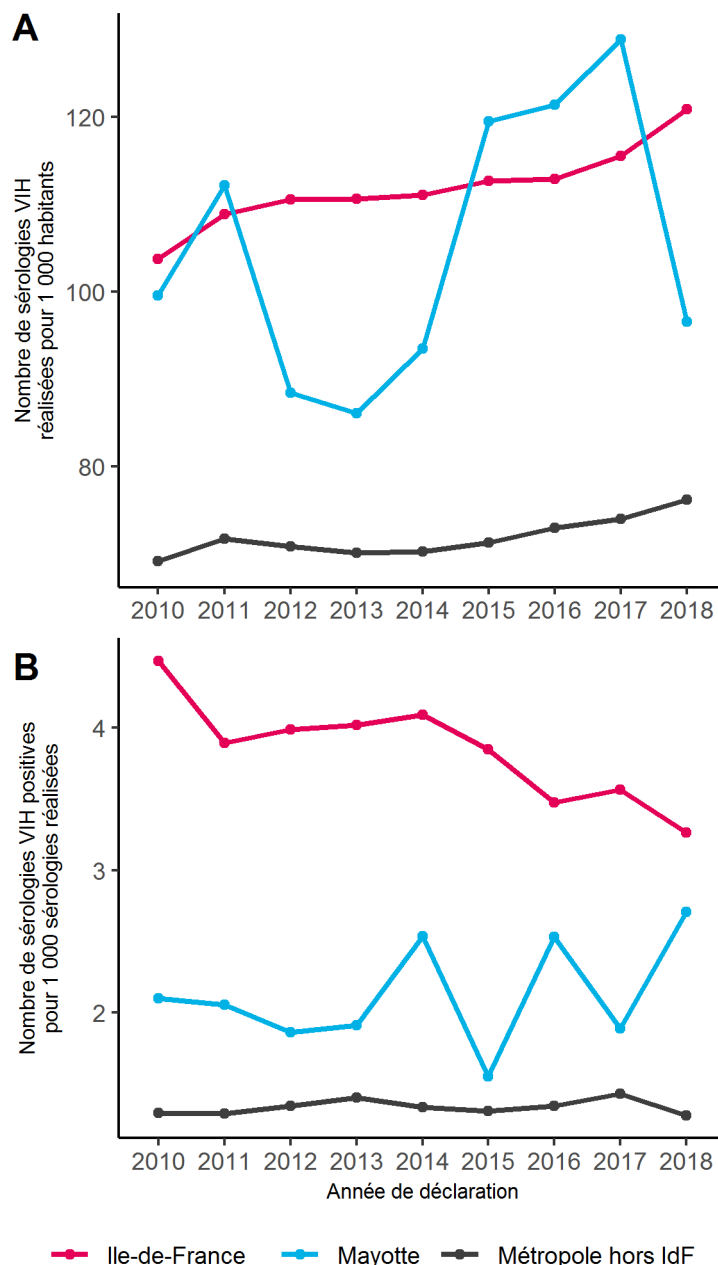 A
Nombre de sérologies VIH
réalisées pour 1 000 habitants
120
100
80
2010 2011 2012 2013 2014 2015 2016 2017 2018
B
Nombre de sérologies VIH positives
pour 1 000 sérologies réalisées
4
3
2
2010 2011 2012 2013 2014 2015 2016 2017 2018
Année de déclaration
Ile-de-France Mayotte Métropole hors IdF